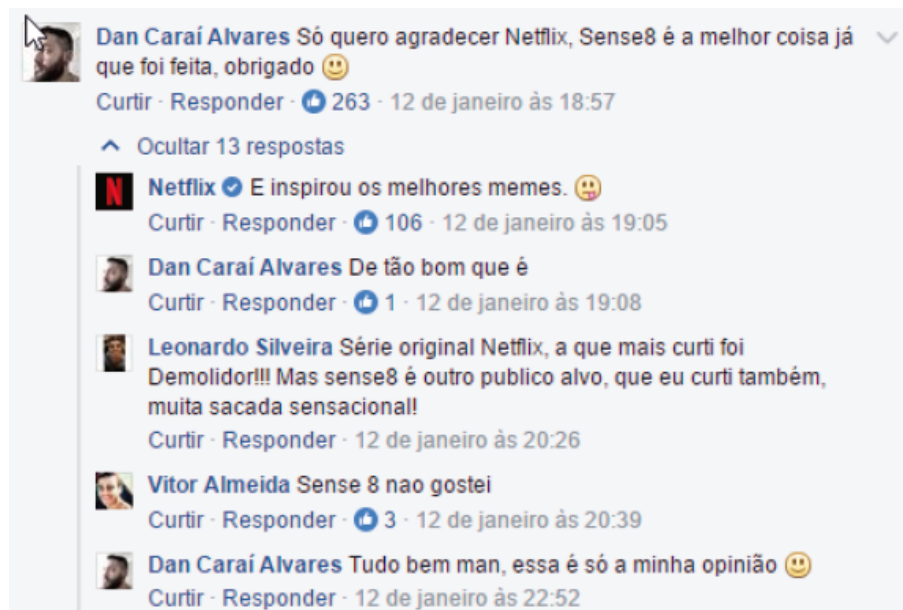 Dan Caraí Alvares Só quero agradecer Netflix, Sense8 é a melhor coisa já
que foi feita, obrigado
Curtir · Responder · 263 · 12 de janeiro às 18:57
Ocultar 13 respostas
N
Netflix E inspirou os melhores memes.
Curtir · Responder · 106 · 12 de janeiro às 19:05
Dan Caraí Alvares De tão bom que é
Curtir · Responder · 1 · 12 de janeiro às 19:08
Leonardo Silveira Série original Netflix, a que mais curti foi
Demolidor!!! Mas sense8 é outro publico alvo, que eu curti também,
muita sacada sensacional!
Curtir · Responder · 12 de janeiro às 20:26
Vitor Almeida Sense 8 nao gostei
Curtir · Responder · 3 · 12 de janeiro às 20:39
Dan Caraí Alvares Tudo bem man, essa é só a minha opinião
Curtir · Responder · 12 de janeiro às 22:52